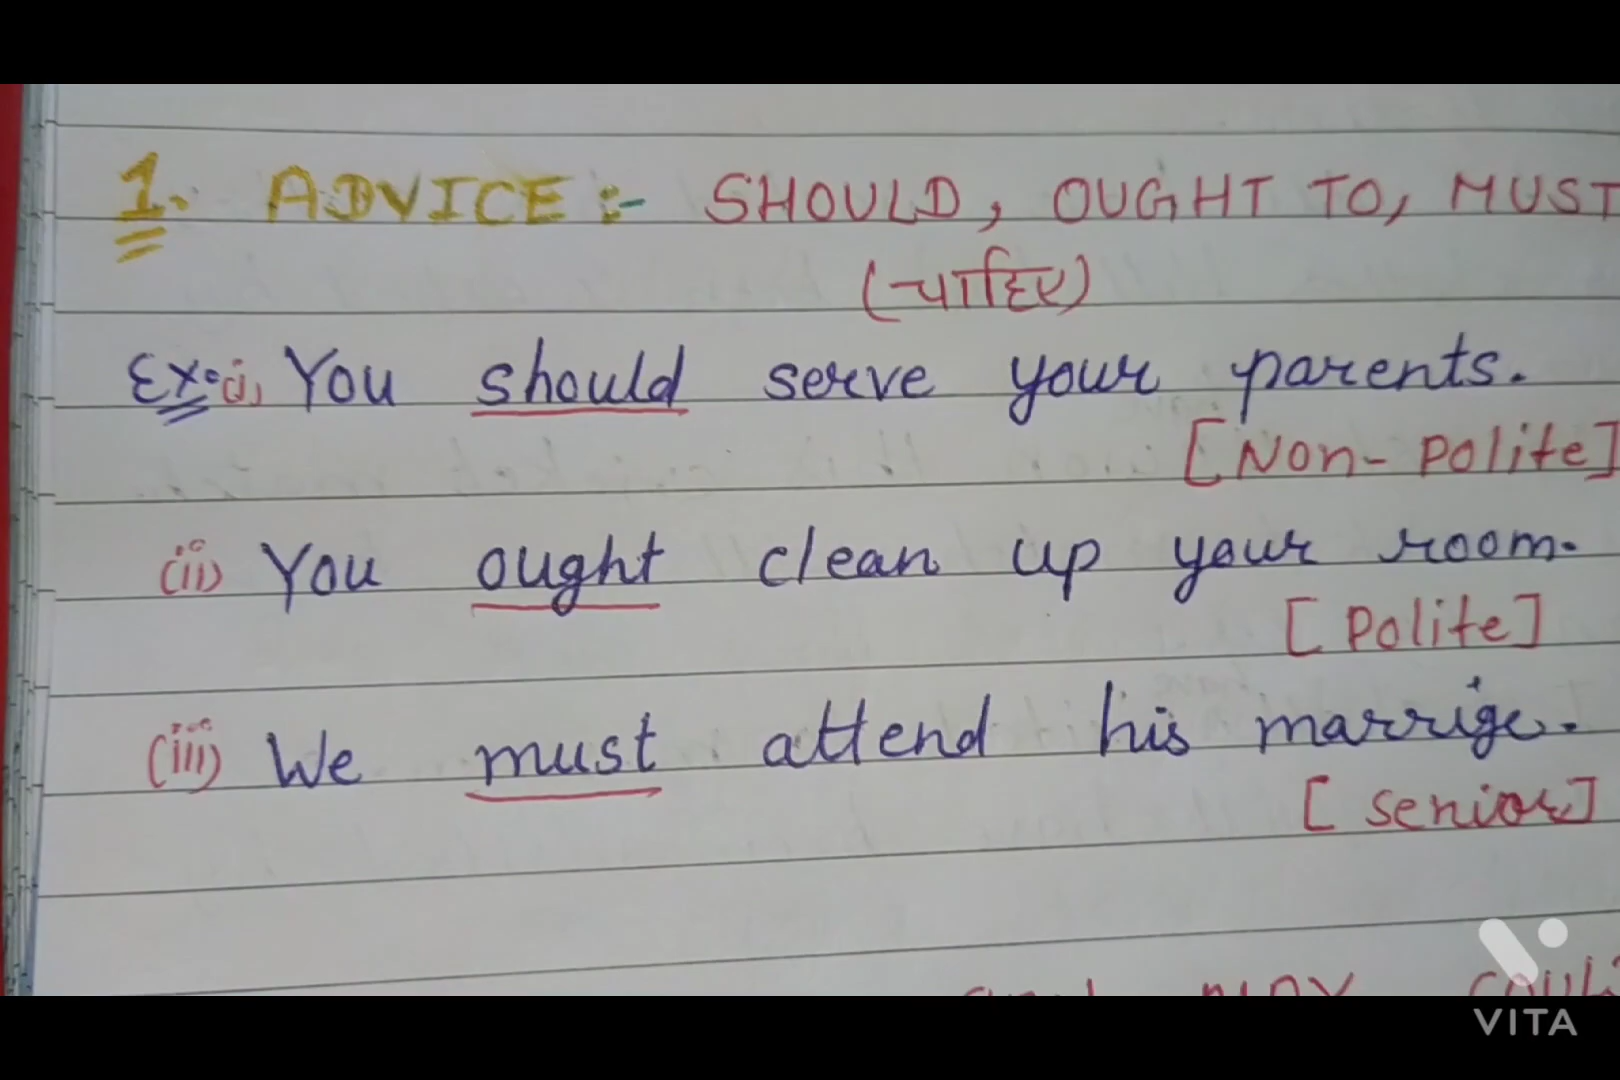 1. ADVICE :- SHOULD, OUGHT TO, MUST
(चाहिए)
Ex:- (i) You should serve your parents.
[Non-Polite]
(ii) You ought clean up your room.
[Polite]
(iii) We must attend his marrige.
[senior]
may
VITA